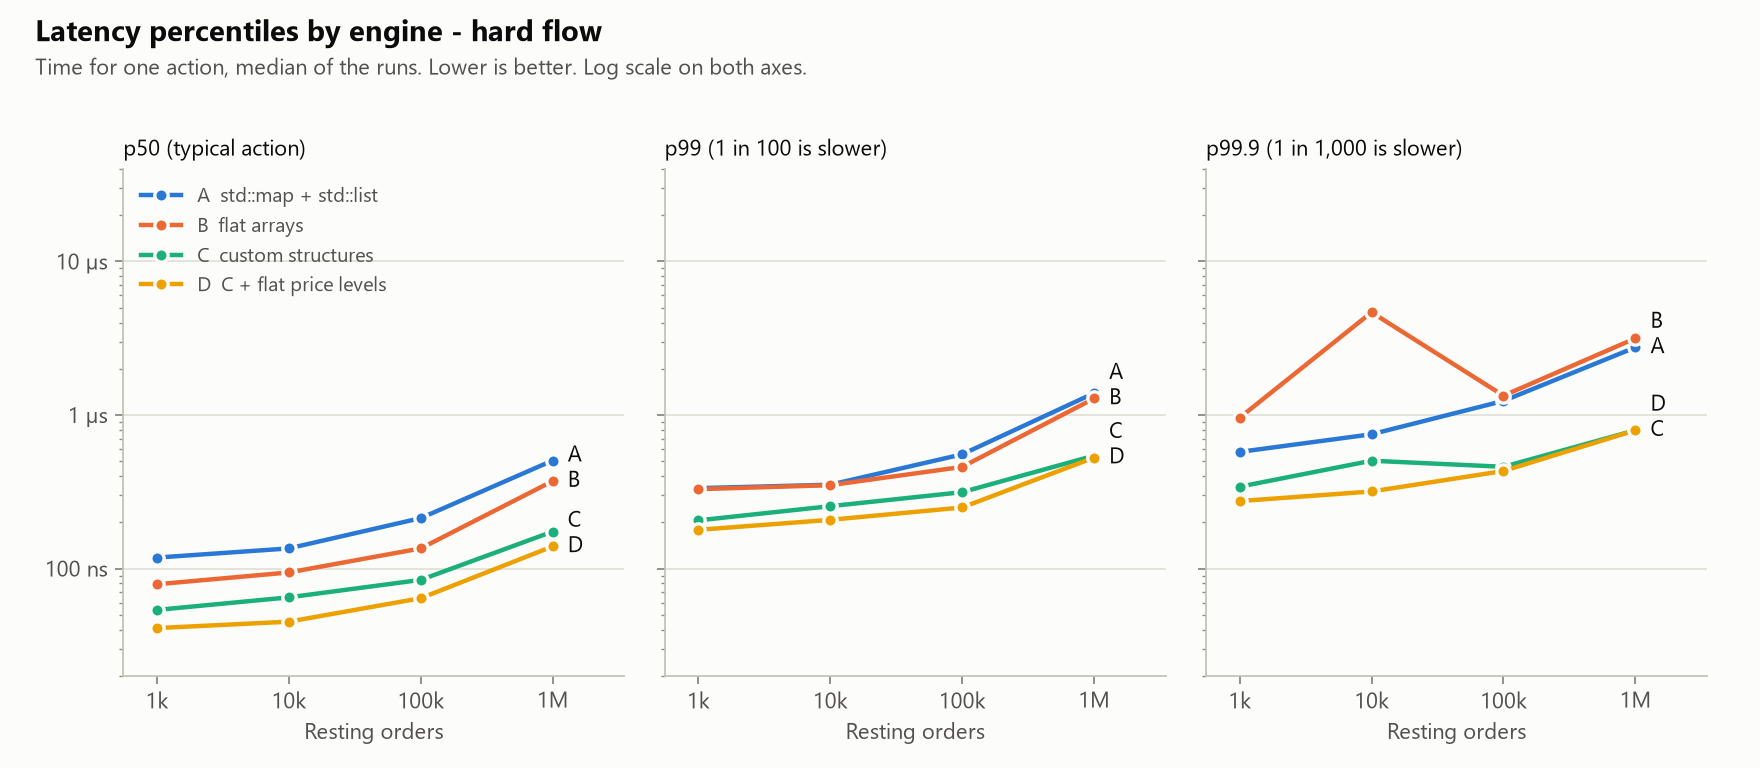 Latency percentiles by engine - hard flow
Time for one action, median of the runs. Lower is better. Log scale on both axes.
p50 (typical action)
A std::map + std::list
B flat arrays
C custom structures
D C + flat price levels
10 µs
1 µs
100 ns
A
B
C
D
1k
10k
100k
1M
Resting orders
p99 (1 in 100 is slower)
A
B
C
D
1k
10k
100k
1M
Resting orders
p99.9 (1 in 1,000 is slower)
B
A
D
C
1k
10k
100k
1M
Resting orders